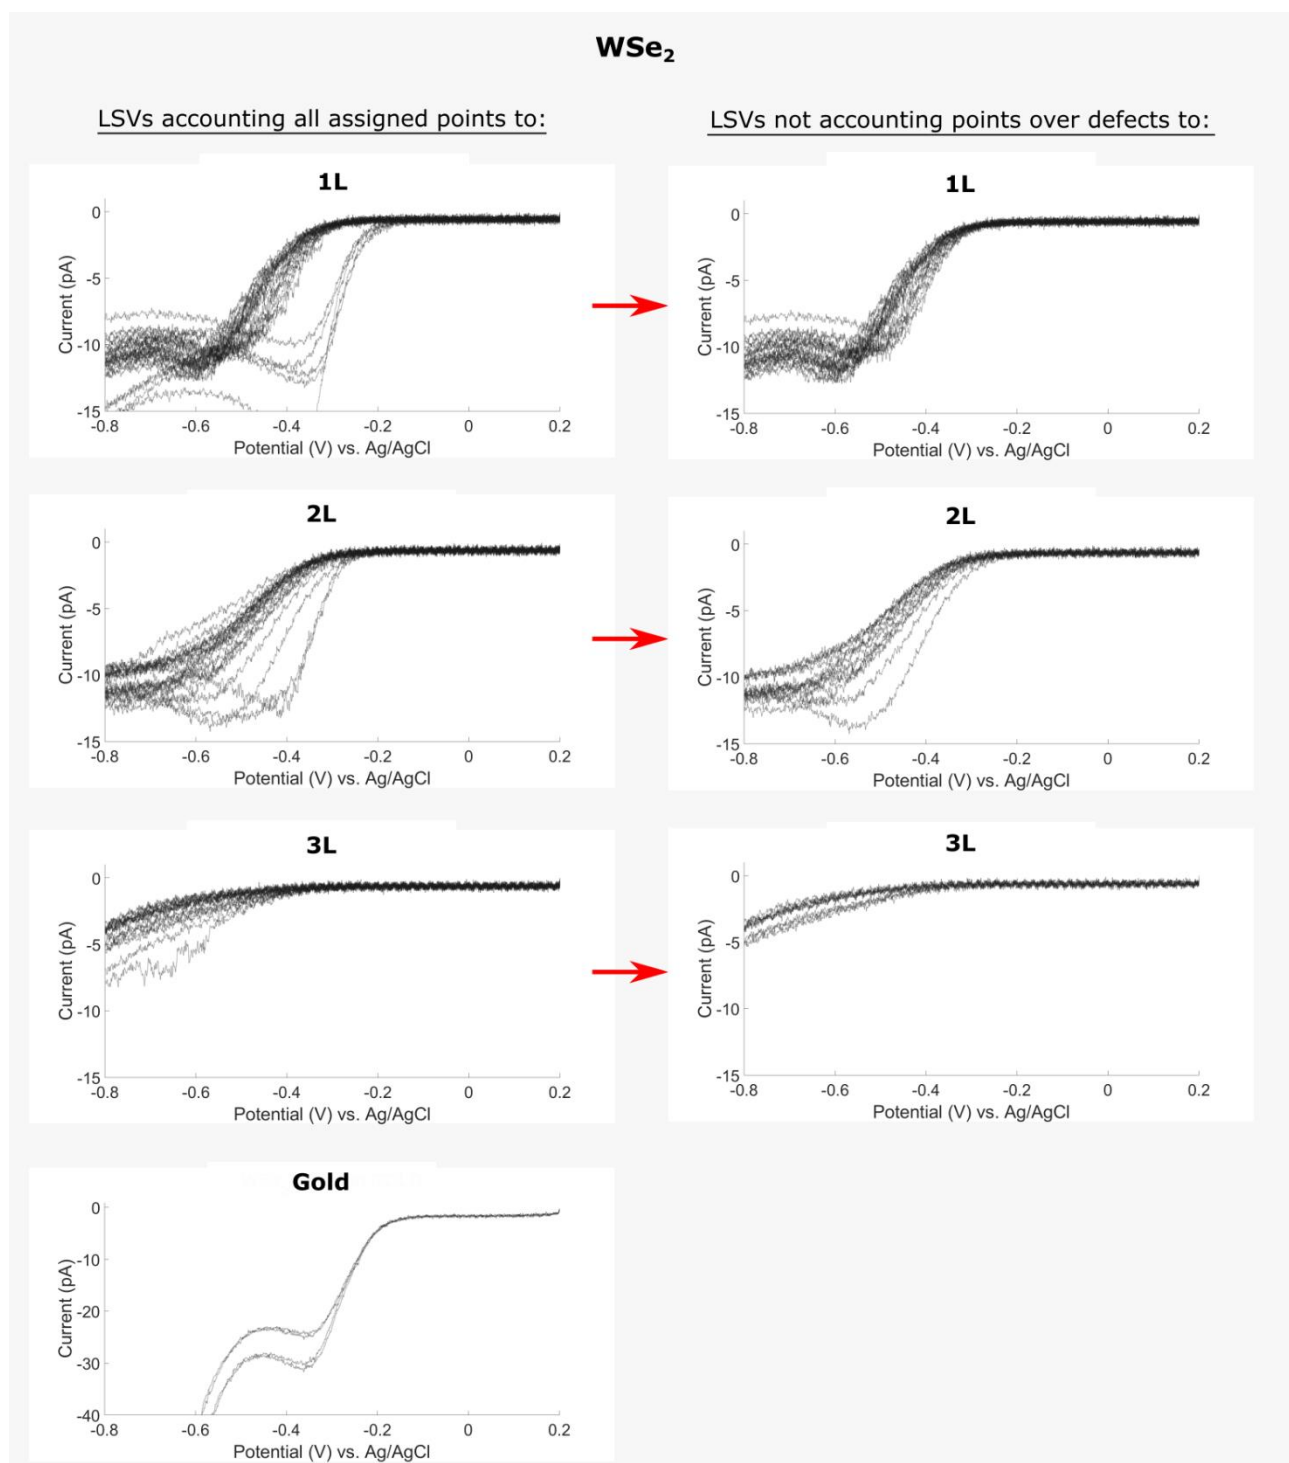 WSe₂
LSVs accounting all assigned points to:
LSVs not accounting points over defects to:
1L
0
-5
-10
-15
Current (pA)
-0.8 -0.6 -0.4 -0.2 0 0.2
Potential (V) vs. Ag/AgCl
1L
0
-5
-10
-15
Current (pA)
-0.8 -0.6 -0.4 -0.2 0 0.2
Potential (V) vs. Ag/AgCl
2L
0
-5
-10
-15
Current (pA)
-0.8 -0.6 -0.4 -0.2 0 0.2
Potential (V) vs. Ag/AgCl
2L
0
-5
-10
-15
Current (pA)
-0.8 -0.6 -0.4 -0.2 0 0.2
Potential (V) vs. Ag/AgCl
3L
0
-5
-10
-15
Current (pA)
-0.8 -0.6 -0.4 -0.2 0 0.2
Potential (V) vs. Ag/AgCl
3L
0
-5
-10
-15
Current (pA)
-0.8 -0.6 -0.4 -0.2 0 0.2
Potential (V) vs. Ag/AgCl
Gold
0
-10
-20
-30
-40
Current (pA)
-0.8 -0.6 -0.4 -0.2 0 0.2
Potential (V) vs. Ag/AgCl